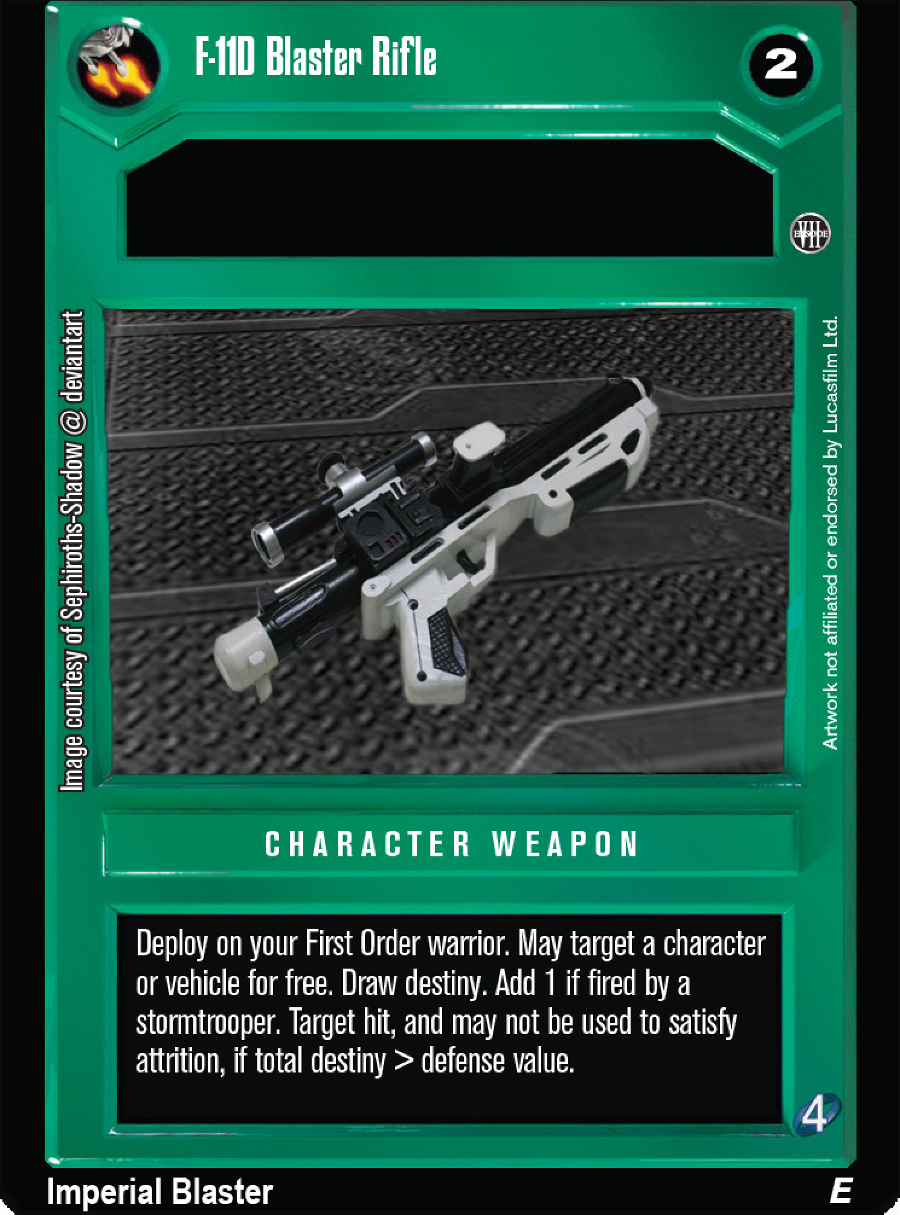 F-11D Blaster Rifle
2
EPISODE
VII
Image courtesy of Sephiroths-Shadow @ deviantart
Artwork not affiliated or endorsed by Lucasfilm Ltd.
CHARACTER WEAPON
Deploy on your First Order warrior. May target a character
or vehicle for free. Draw destiny. Add 1 if fired by a
stormtrooper. Target hit, and may not be used to satisfy
attrition, if total destiny > defense value.
4
Imperial Blaster
E